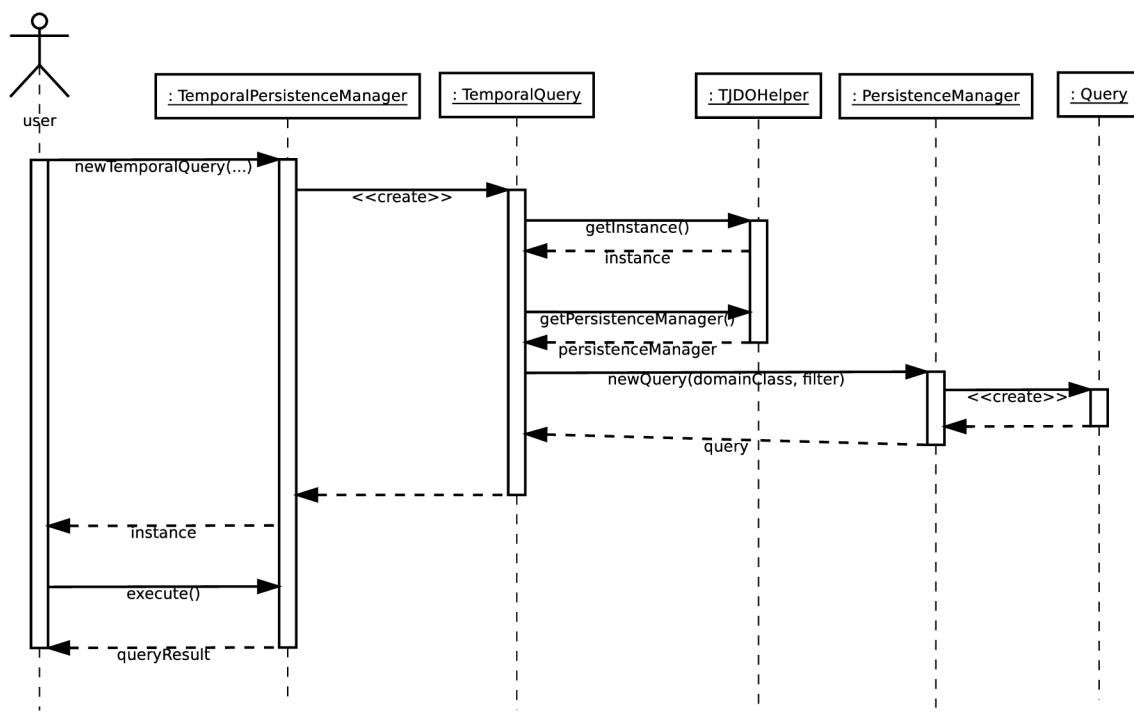 user
: TemporalPersistenceManager
: TemporalQuery
: TJDOHelper
: PersistenceManager
: Query
newTemporalQuery(...)
<<create>>
getInstance()
instance
getPersistenceManager()
persistenceManager
newQuery(domainClass, filter)
<<create>>
query
instance
execute()
queryResult